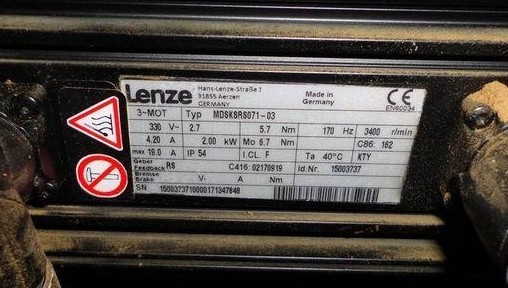 Lenze
Hans-Lenze-Straße 1
31855 Aerzen
GERMANY
Made in
Germany
CE
EN60034
3~MOT Typ MDSKSRS071-03
330 V~ 2.7 5.7 Nm 170 Hz 3400 r/min
4.20 A 2.00 kW Mo 6.7 Nm C86: 162
max 19.0 A IP 54 I.CL F Ta 40°C KTY
Geber
Feedback RS C416: 02170919 Id Nr. 15003737
Bremse
Brake V- A Nm
SN 1500373710000171347848